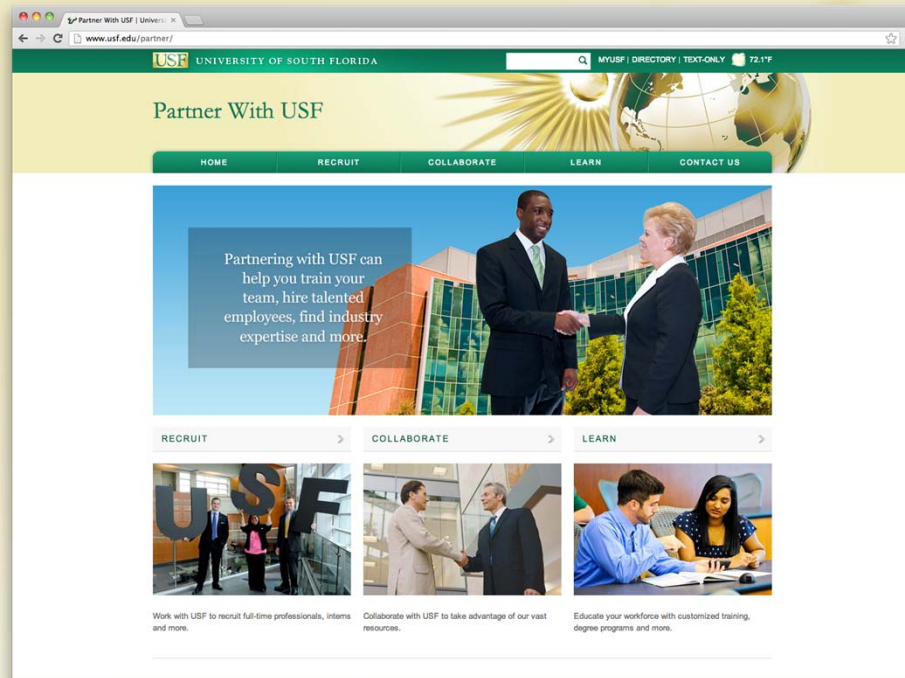 Partner With USF | Univers
www.usf.edu/partner/
USF UNIVERSITY OF SOUTH FLORIDA
MYUSF | DIRECTORY | TEXT-ONLY 72.1°F
Partner With USF
HOME RECRUIT COLLABORATE LEARN CONTACT US
Partnering with USF can
help you train your
team, hire talented
employees, find industry
expertise and more.
RECRUIT
COLLABORATE
LEARN
USF
Work with USF to recruit full-time professionals, interns
and more.
Collaborate with USF to take advantage of our vast
resources.
Educate your workforce with customized training,
degree programs and more.